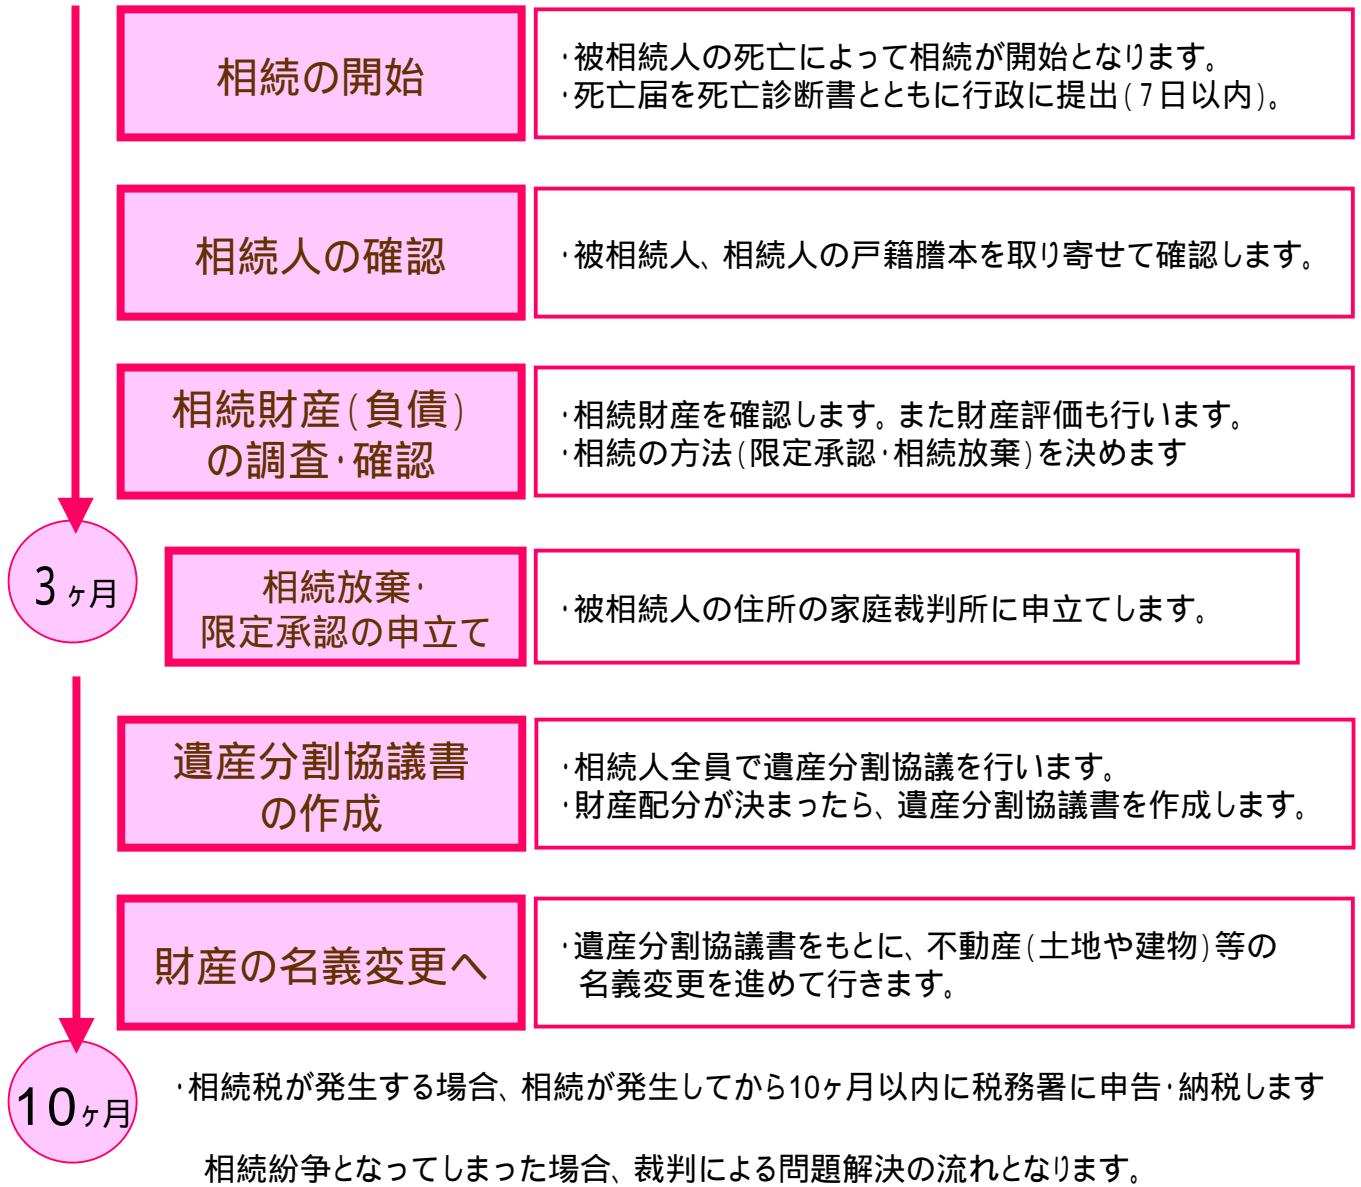 相続の開始
・被相続人の死亡によって相続が開始となります。
・死亡届を死亡診断書とともに行政に提出(7日以内)。
相続人の確認
・被相続人、相続人の戸籍謄本を取り寄せて確認します。
相続財産(負債)
の調査・確認
・相続財産を確認します。また財産評価も行います。
・相続の方法(限定承認・相続放棄)を決めます
3ヶ月
相続放棄・
限定承認の申立て
・被相続人の住所の家庭裁判所に申立てします。
遺産分割協議書
の作成
・相続人全員で遺産分割協議を行います。
・財産配分が決まったら、遺産分割協議書を作成します。
財産の名義変更へ
・遺産分割協議書をもとに、不動産(土地や建物)等の
名義変更を進めて行きます。
10ヶ月
・相続税が発生する場合、相続が発生してから10ヶ月以内に税務署に申告・納税します
相続紛争となってしまった場合、裁判による問題解決の流れとなります。